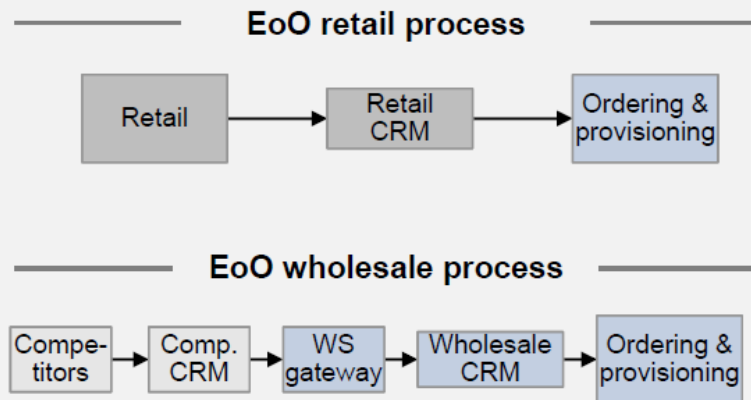 EoO retail process
Retail
Retail
CRM
Ordering &
provisioning
EoO wholesale process
Compe-
titors
Comp.
CRM
WS
gateway
Wholesale
CRM
Ordering &
provisioning